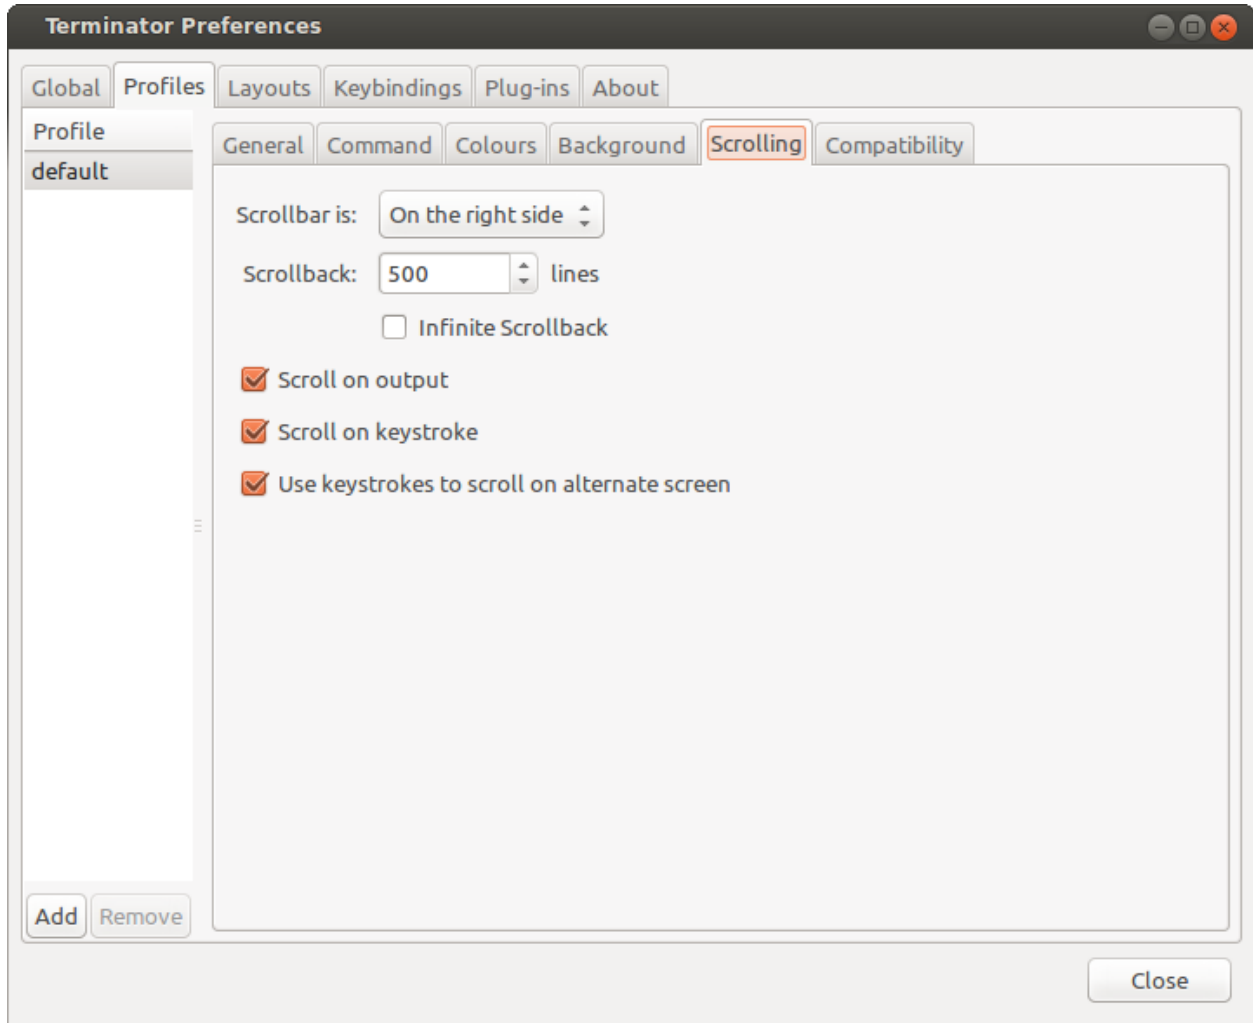 Terminator Preferences
Global Profiles Layouts Keybindings Plug-ins About
Profile
default
General Command Colours Background Scrolling Compatibility
Scrollbar is: On the right side
Scrollback: 500 lines
Infinite Scrollback
Scroll on output
Scroll on keystroke
Use keystrokes to scroll on alternate screen
Add Remove
Close